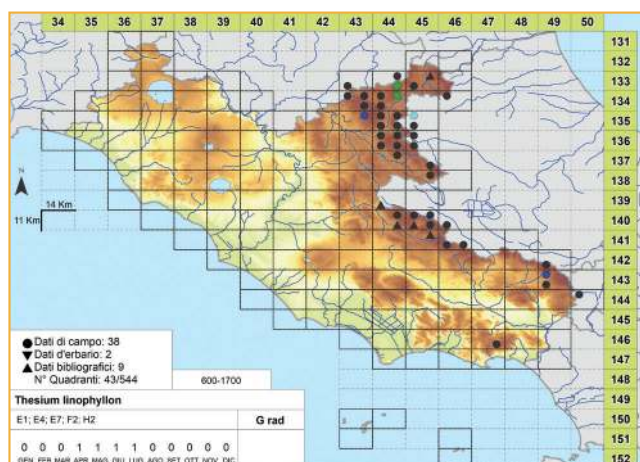 34 35 36 37 38 39 40 41 42 43 44 45 46 47 48 49 50
131
132
133
134
135
136
137
138
139
140
141
142
143
144
145
146
147
148
149
150
151
152
N
14 Km
11 Km
Dati di campo: 38
Dati d'erbario: 2
Dati bibliografici: 9
N° Quadranti: 43/544
600-1700
Thesium linophyllon
E1; E4; E7; F2; H2
G rad
0 0 0 1 1 1 1 0 0 0 0 0
GEN FEB MAR APR MAG GIU LUG AGO SET OTT NOV DIC